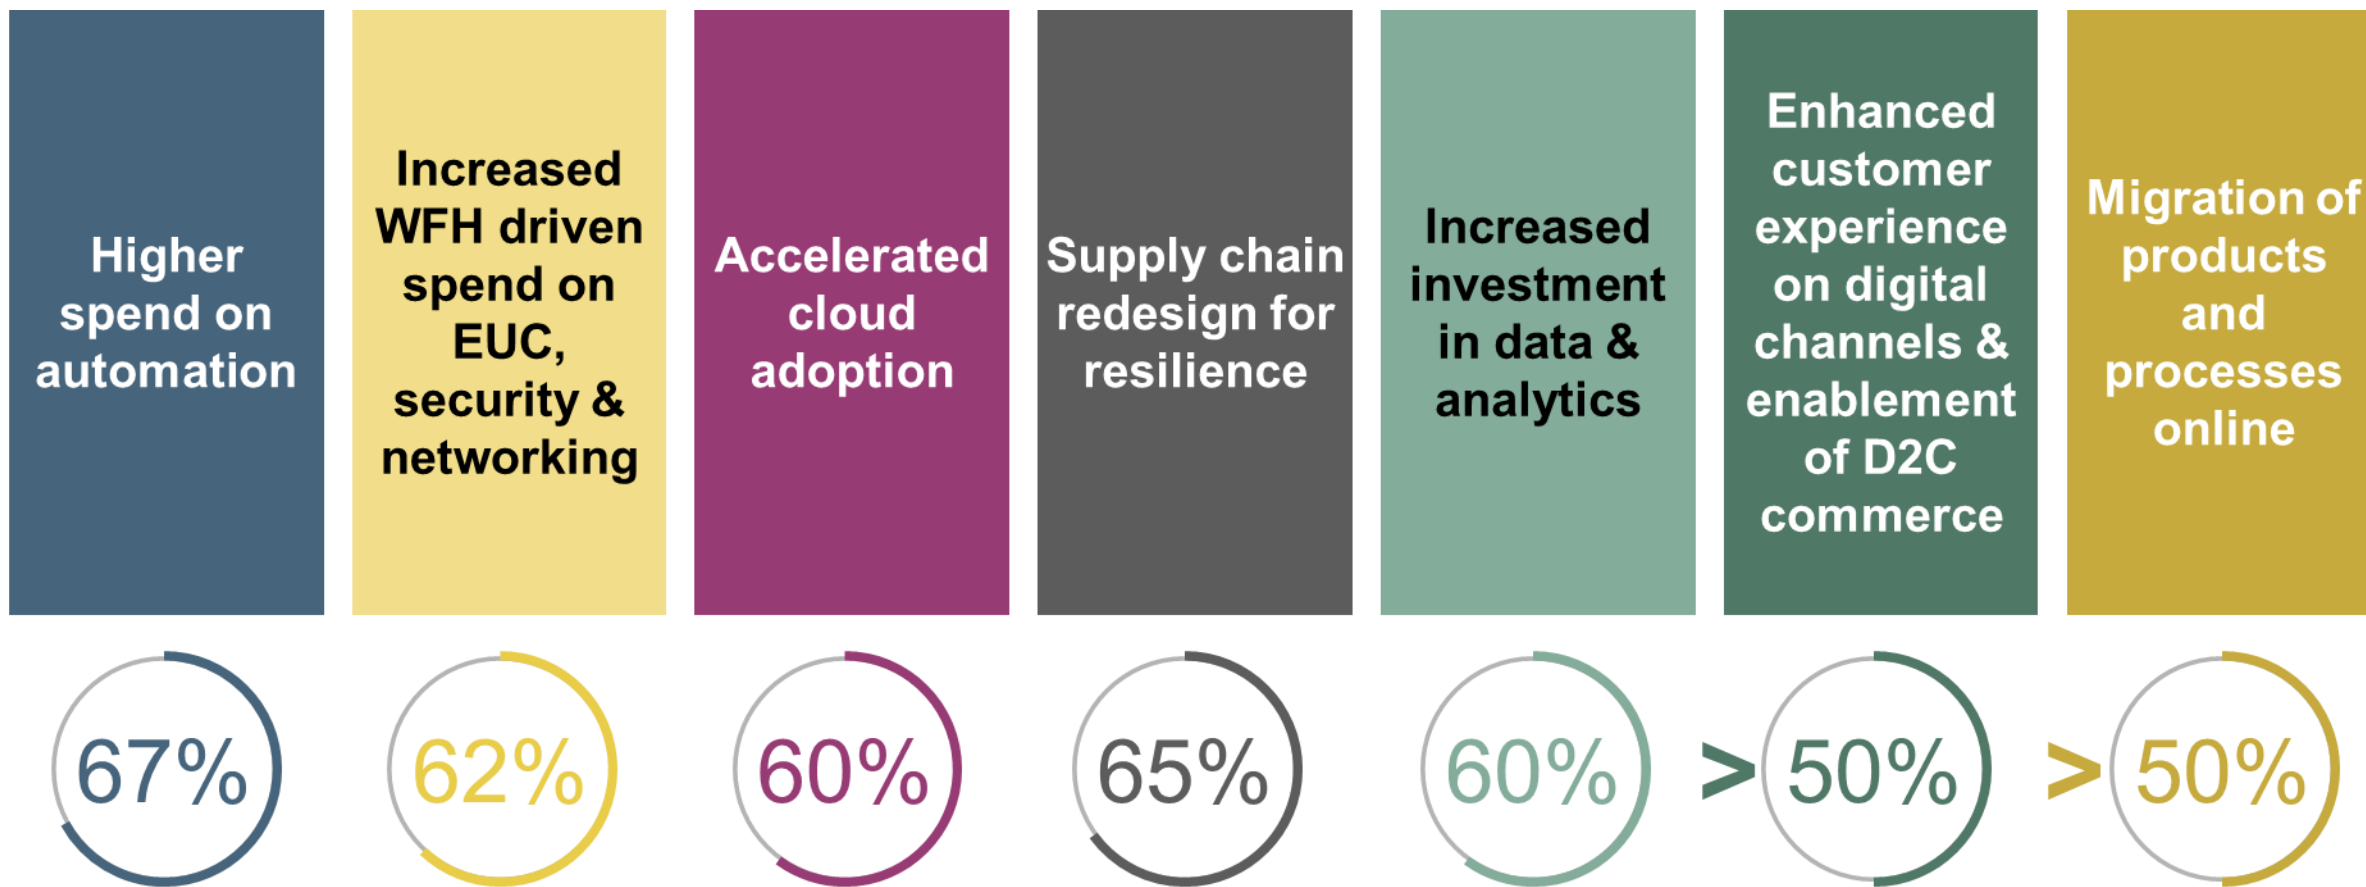 Higher
spend on
automation
Increased
WFH driven
spend on
EUC,
security &
networking
Accelerated
cloud
adoption
Supply chain
redesign for
resilience
Increased
investment
in data &
analytics
Enhanced
customer
experience
on digital
channels &
enablement
of D2C
commerce
Migration of
products
and
processes
online
67%
62%
60%
65%
60%
>50%
>50%